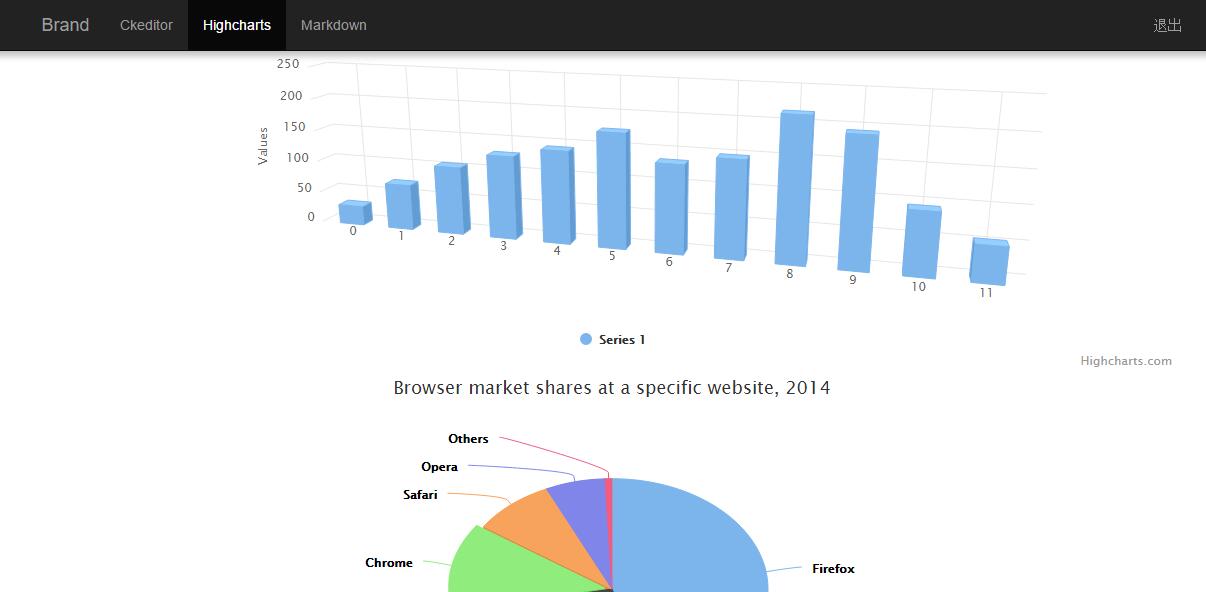 Brand Ckeditor Highcharts Markdown 退出
250
200
150
100
50
0
Values
0 1 2 3 4 5 6 7 8 9 10 11
Series 1
Highcharts.com
Browser market shares at a specific website, 2014
Others
Opera
Safari
Chrome
Firefox